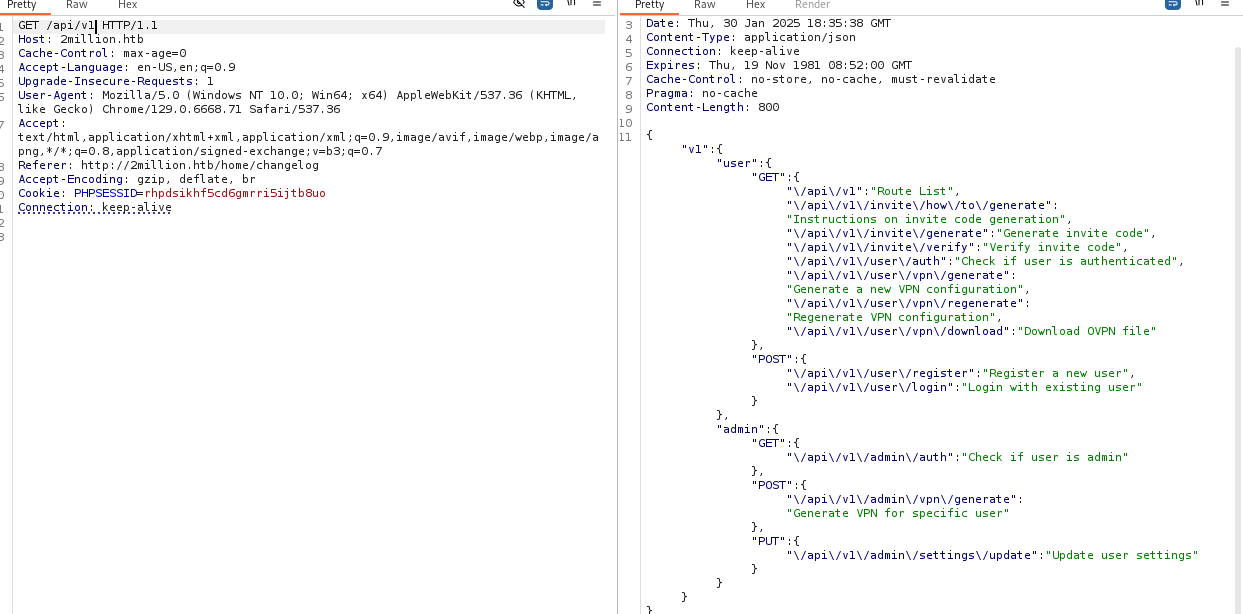 Pretty Raw Hex \n
1 GET /api/v1 HTTP/1.1
2 Host: 2million.htb
3 Cache-Control: max-age=0
4 Accept-Language: en-US,en;q=0.9
5 Upgrade-Insecure-Requests: 1
6 User-Agent: Mozilla/5.0 (Windows NT 10.0; Win64; x64) AppleWebKit/537.36 (KHTML,
like Gecko) Chrome/129.0.6668.71 Safari/537.36
7 Accept:
text/html,application/xhtml+xml,application/xml;q=0.9,image/avif,image/webp,image/a
png,*/*;q=0.8,application/signed-exchange;v=b3;q=0.7
8 Referer: http://2million.htb/home/changelog
9 Accept-Encoding: gzip, deflate, br
0 Cookie: PHPSESSID=rhpdsikhf5cd6gmrri5ijtb8uo
1 Connection: keep-alive
2
3
Pretty Raw Hex Render \n
3 Date: Thu, 30 Jan 2025 18:35:38 GMT
4 Content-Type: application/json
5 Connection: keep-alive
6 Expires: Thu, 19 Nov 1981 08:52:00 GMT
7 Cache-Control: no-store, no-cache, must-revalidate
8 Pragma: no-cache
9 Content-Length: 800
10
11 {
"v1":{
"user":{
"GET":{
"\/api\/v1":"Route List",
"\/api\/v1\/invite\/how\/to\/generate":
"Instructions on invite code generation",
"\/api\/v1\/invite\/generate":"Generate invite code",
"\/api\/v1\/invite\/verify":"Verify invite code",
"\/api\/v1\/user\/auth":"Check if user is authenticated",
"\/api\/v1\/user\/vpn\/generate":
"Generate a new VPN configuration",
"\/api\/v1\/user\/vpn\/regenerate":
"Regenerate VPN configuration",
"\/api\/v1\/user\/vpn\/download":"Download OVPN file"
},
"POST":{
"\/api\/v1\/user\/register":"Register a new user",
"\/api\/v1\/user\/login":"Login with existing user"
}
},
"admin":{
"GET":{
"\/api\/v1\/admin\/auth":"Check if user is admin"
},
"POST":{
"\/api\/v1\/admin\/vpn\/generate":
"Generate VPN for specific user"
},
"PUT":{
"\/api\/v1\/admin\/settings\/update":"Update user settings"
}
}
}
}